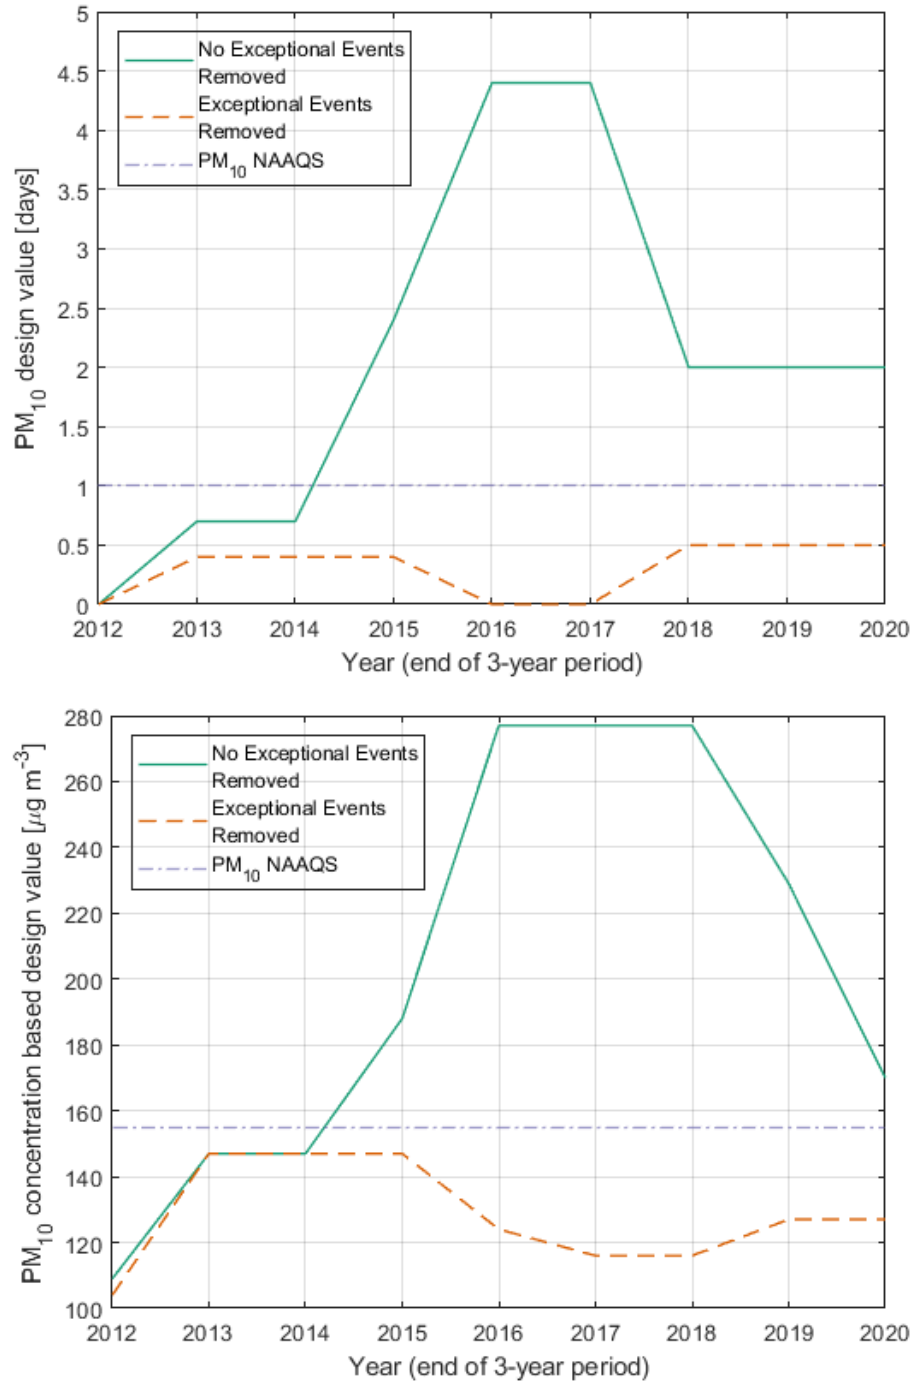 5
4.5
4
3.5
3
2.5
2
1.5
1
0.5
0
PM10 design value [days]
No Exceptional Events
Removed
Exceptional Events
Removed
PM10 NAAQS
2012 2013 2014 2015 2016 2017 2018 2019 2020
Year (end of 3-year period)
280
260
240
220
200
180
160
140
120
100
PM10 concentration based design value [μg m-3]
No Exceptional Events
Removed
Exceptional Events
Removed
PM10 NAAQS
2012 2013 2014 2015 2016 2017 2018 2019 2020
Year (end of 3-year period)